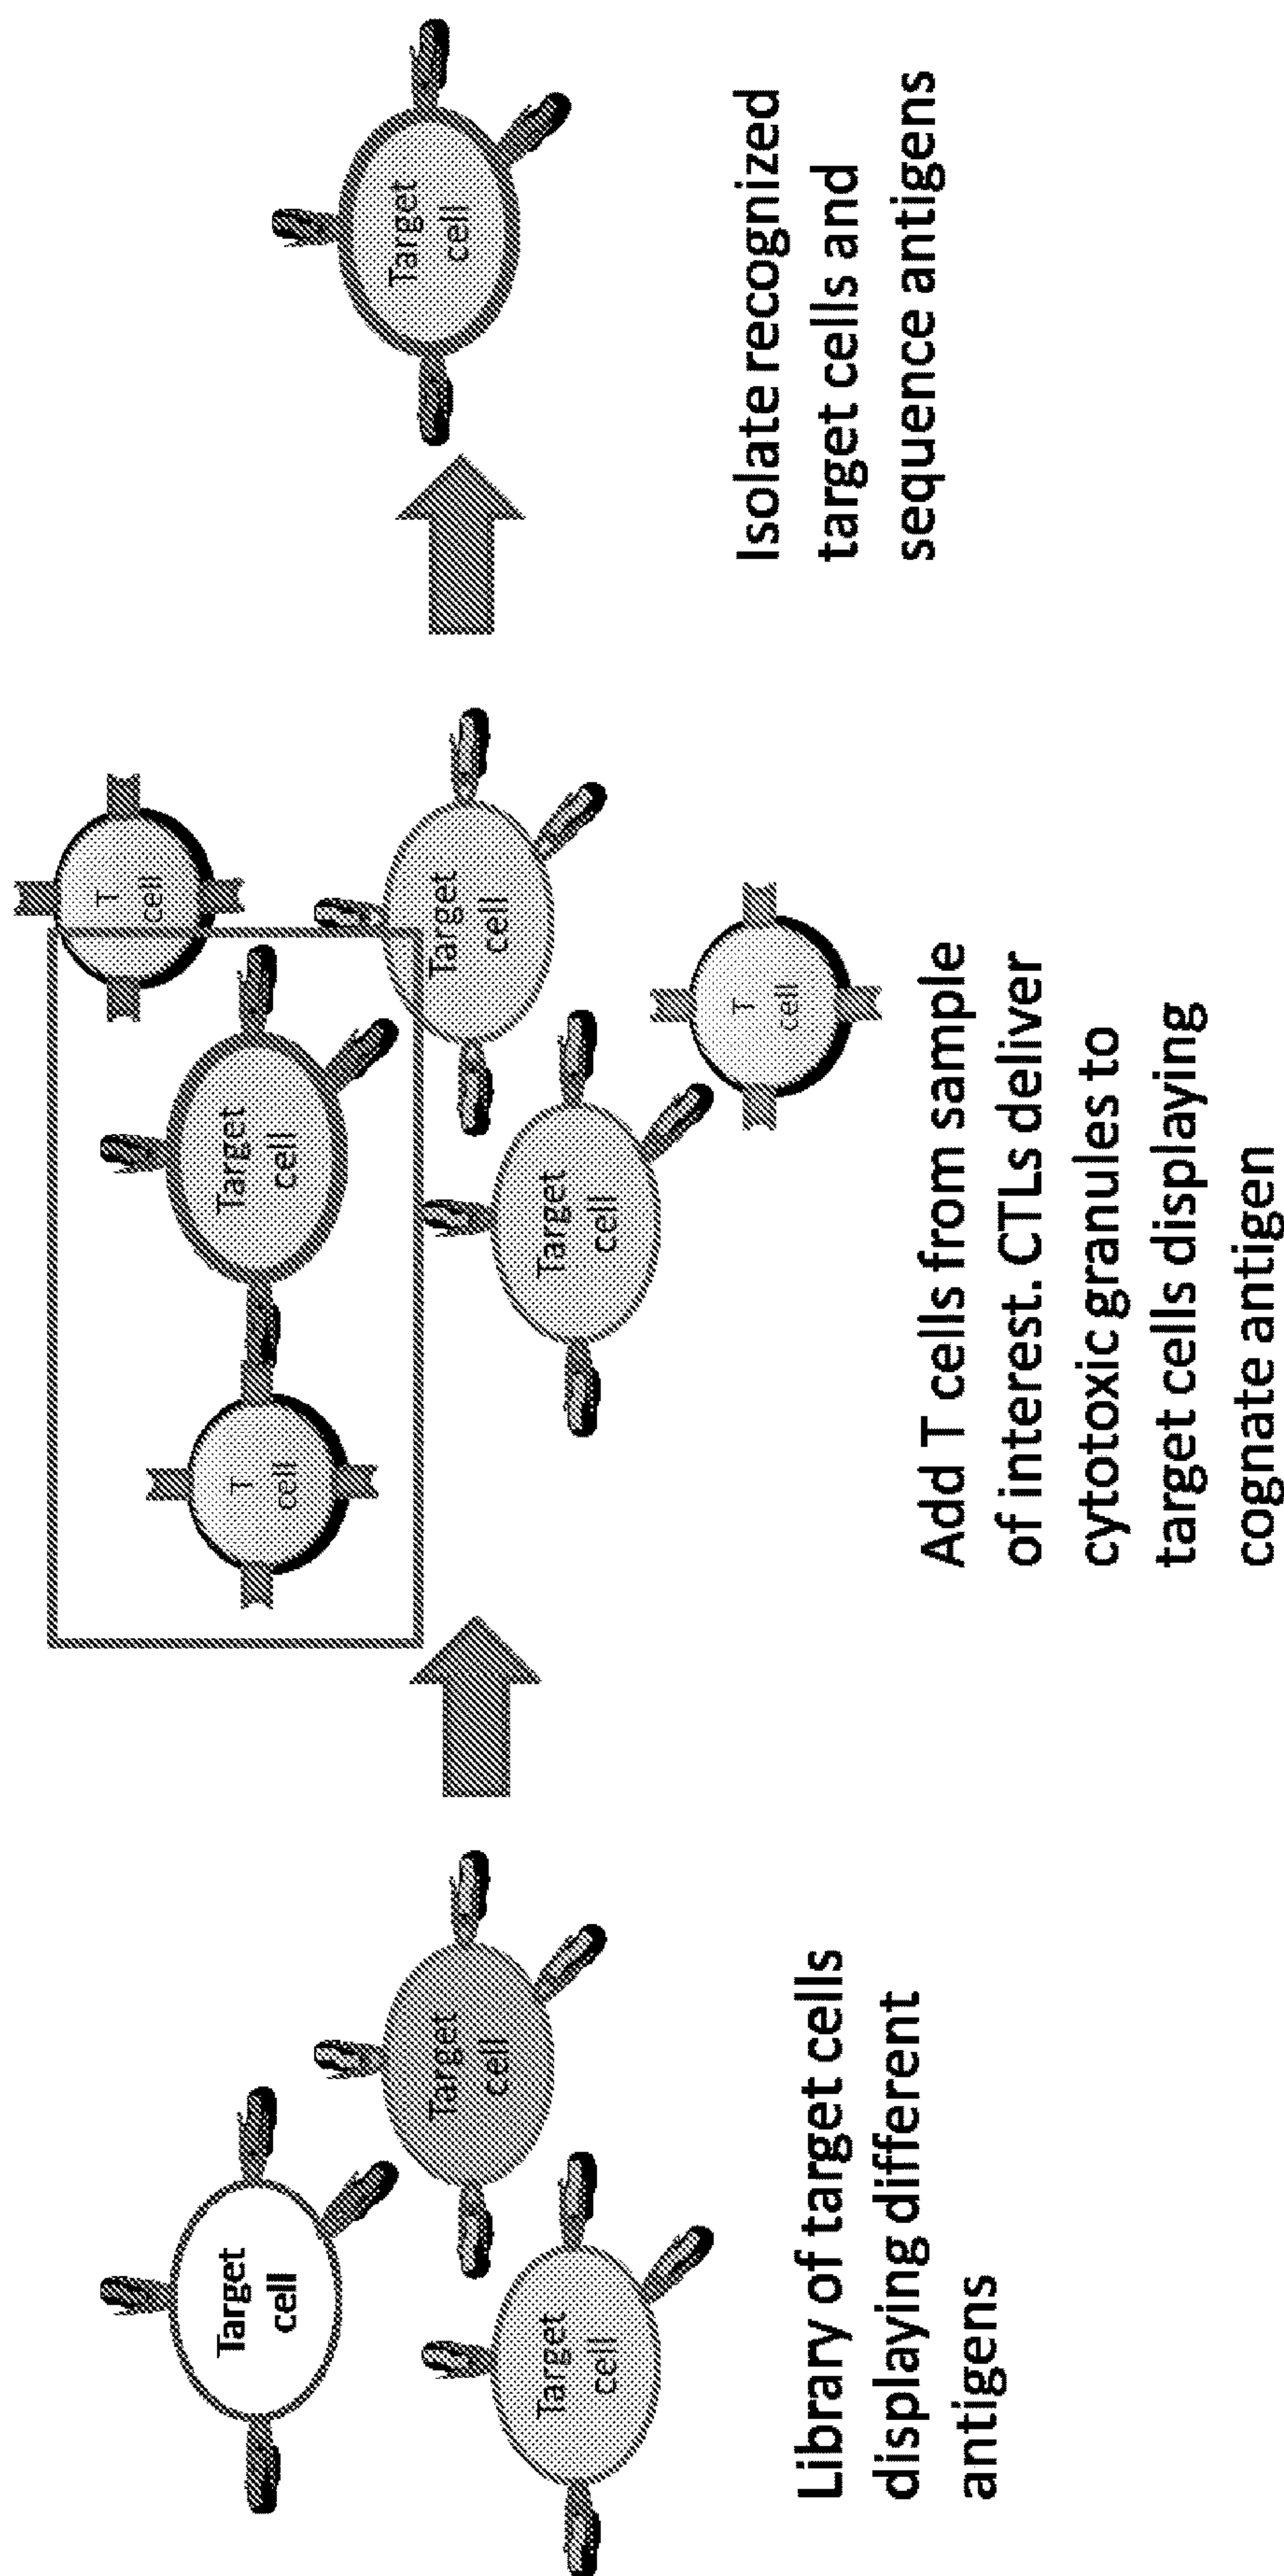 Target
cell
Target
cell
Target
cell
Library of target cells
displaying different
antigens
T
cell
Target
cell
T
cell
Target
cell
Target
cell
T
cell
Add T cells from sample
of interest. CTLs deliver
cytotoxic granules to
target cells displaying
cognate antigen
Target
cell
Isolate recognized
target cells and
sequence antigens